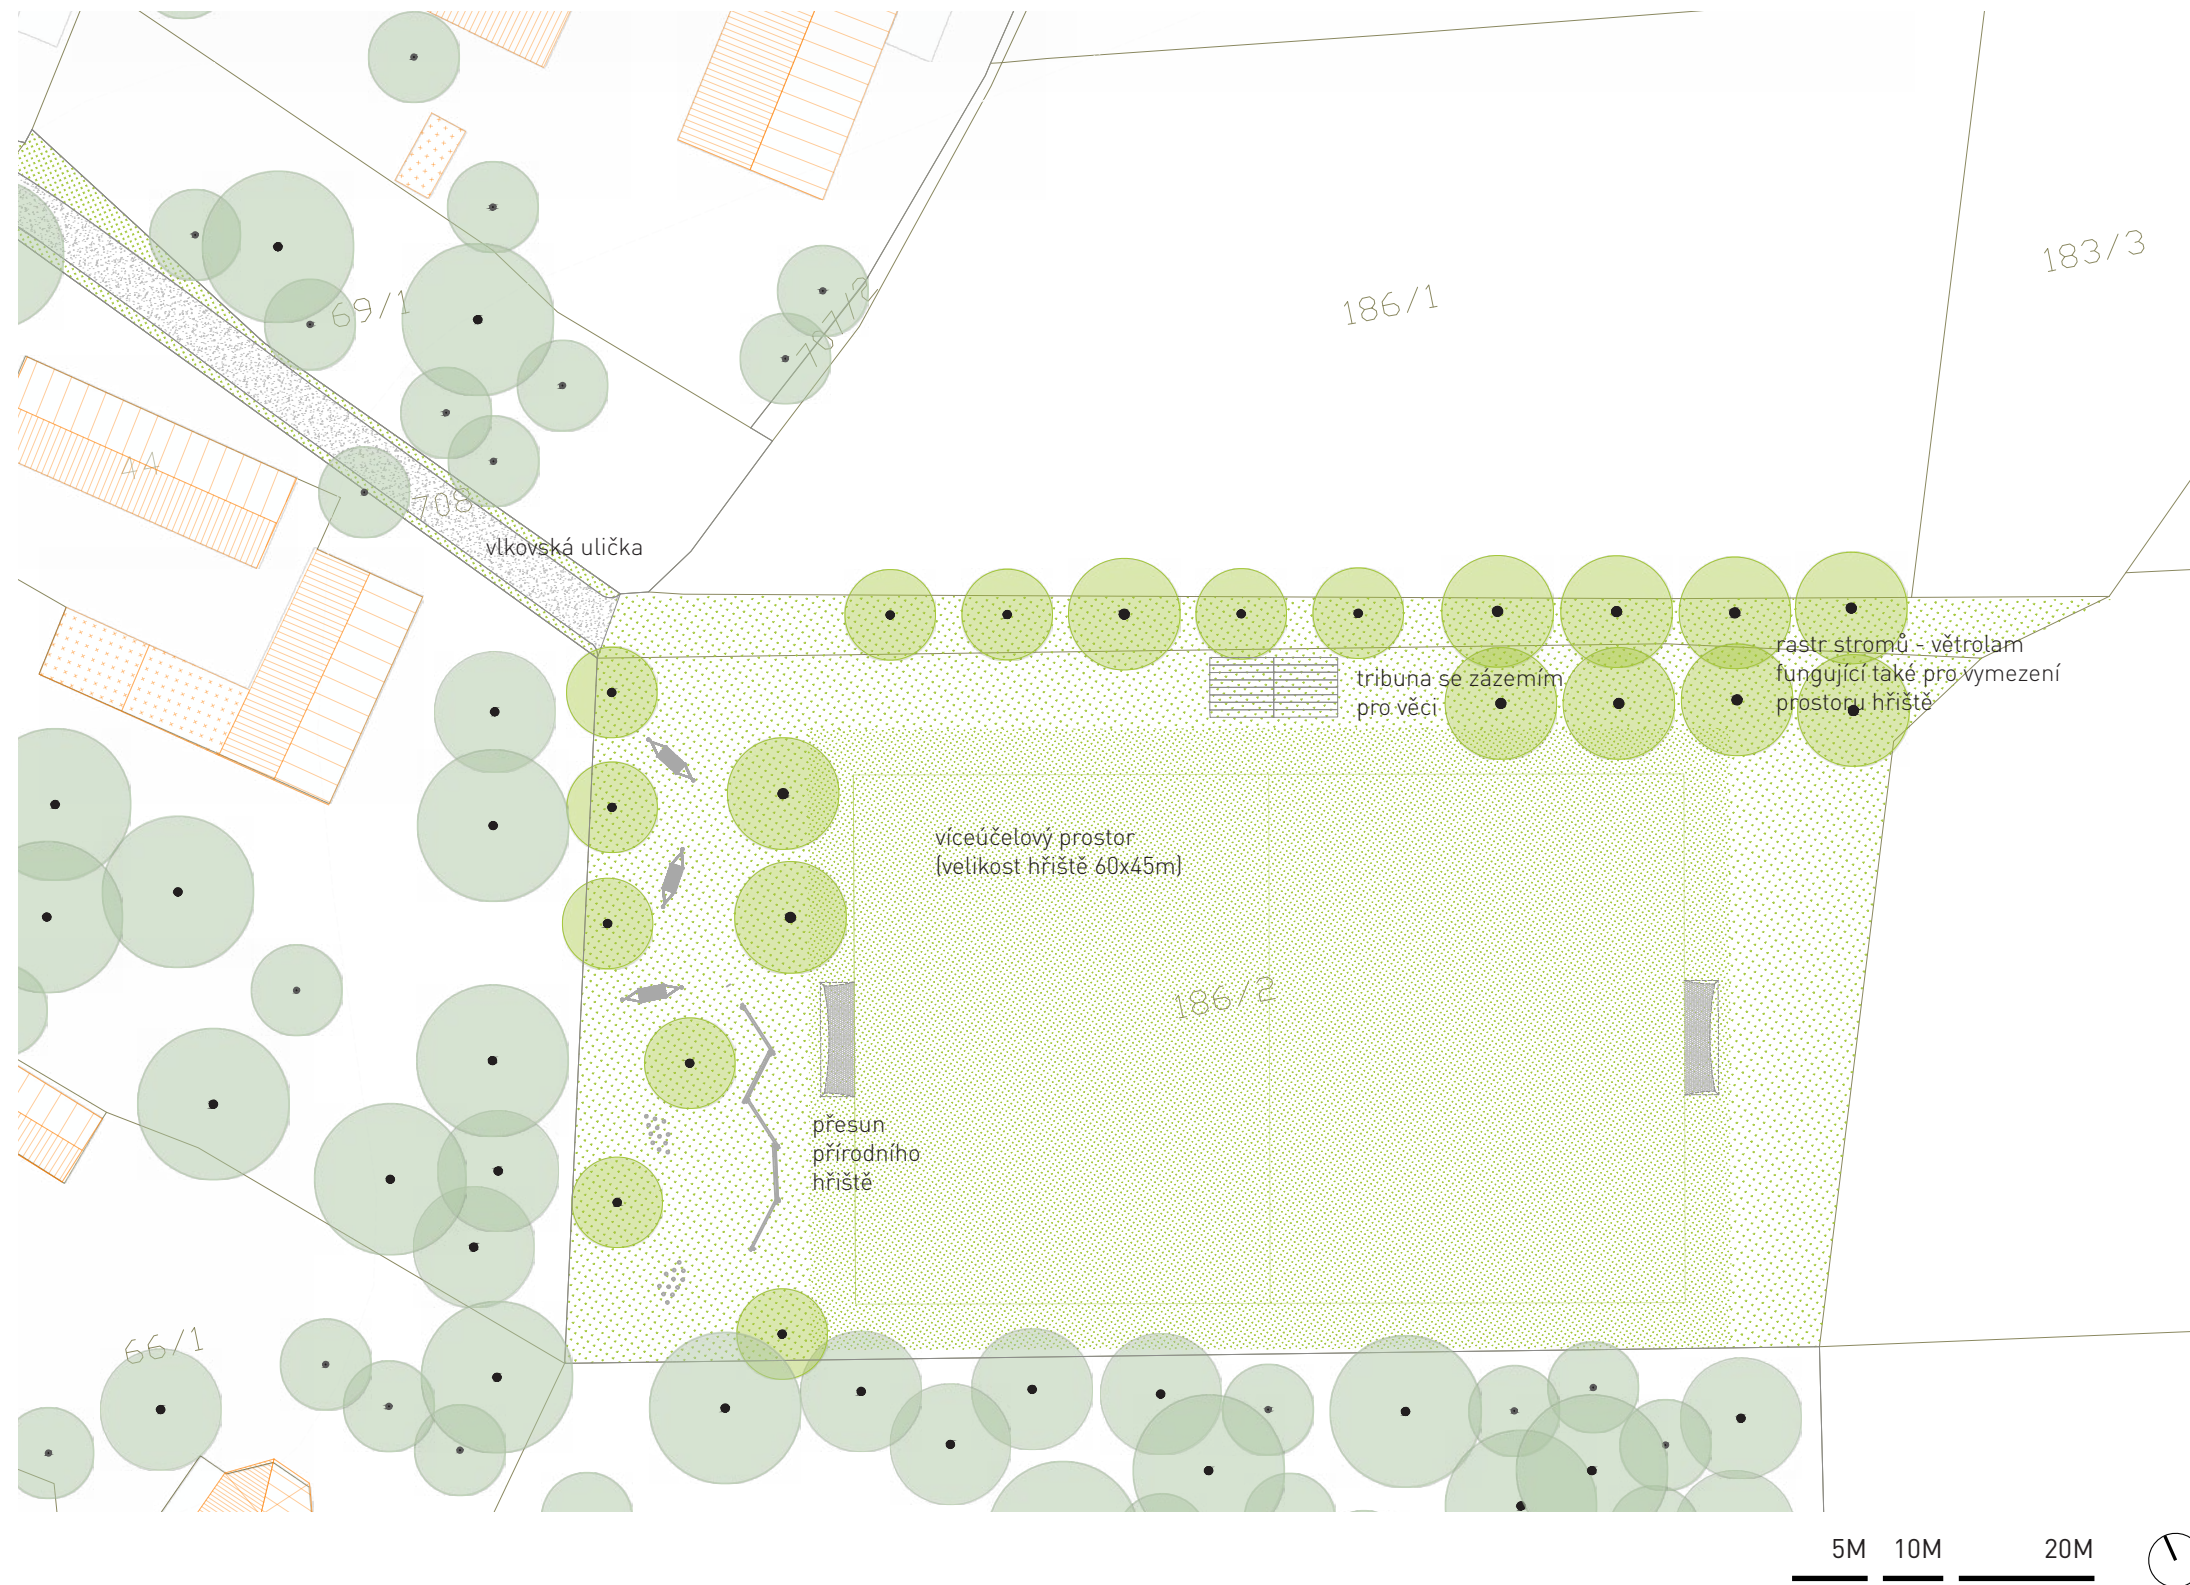 183/3
186/1
69/1
787/2
44
708
vlkovská ulička
rastr stromů - větrolam
fungující také pro vymezení
prostoru hřiště
tribuna se zázemím
pro věci
víceúčelový prostor
(velikost hřiště 60x45m)
186/2
přesun
přírodního
hřiště
66/1
5M 10M 20M